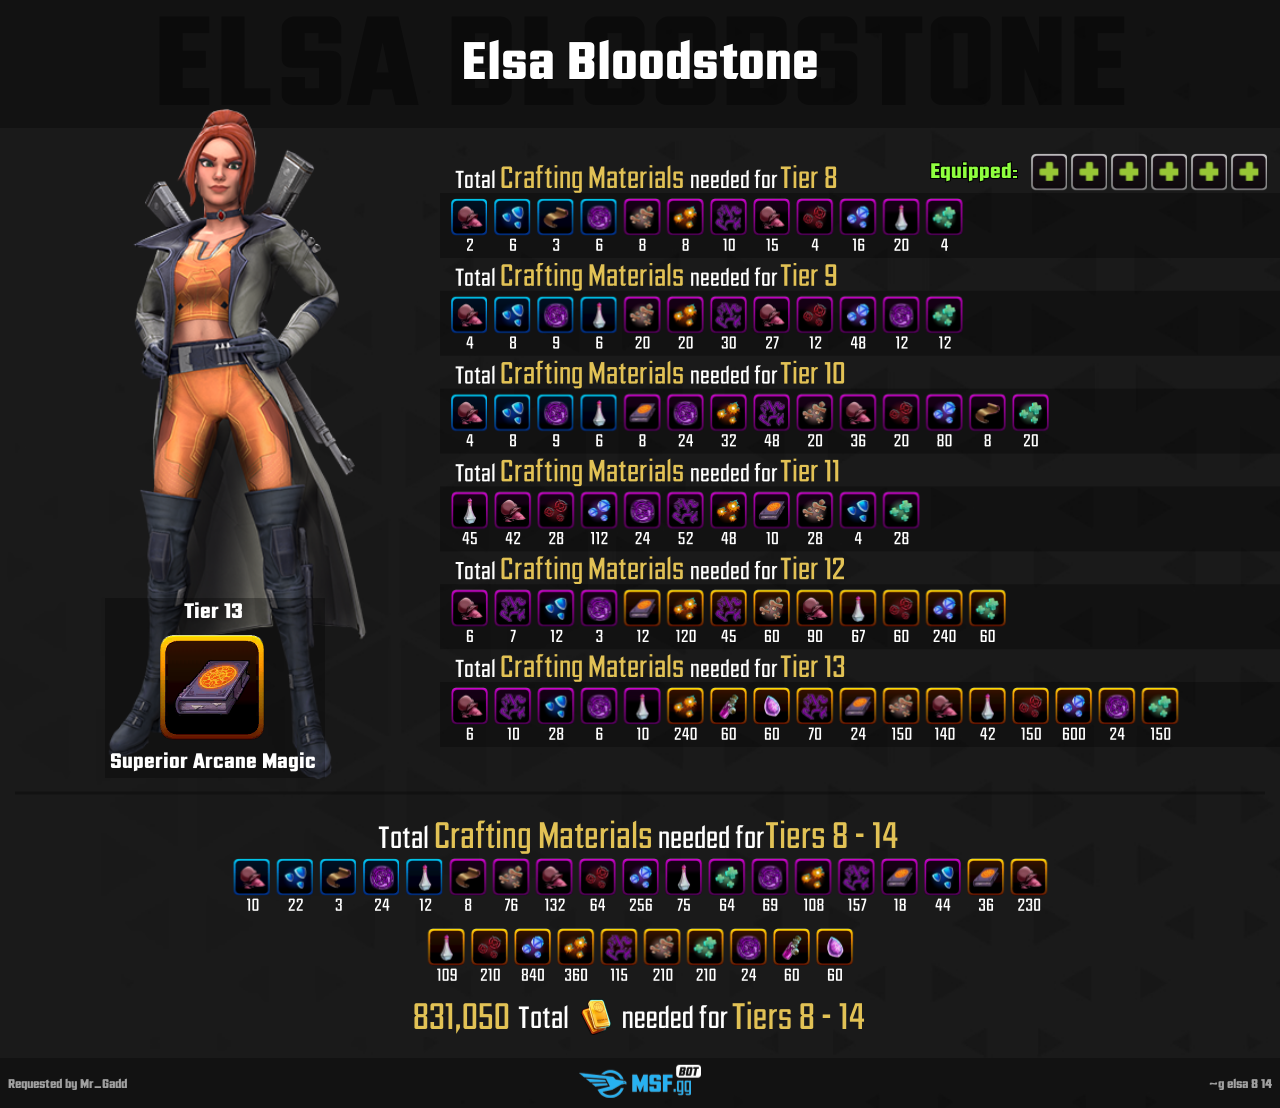 ELSA BLOODSTONE
Elsa Bloodstone
Equipped:
Total Crafting Materials needed for Tier 8
2 6 3 6 8 8 10 15 4 16 20 4
Total Crafting Materials needed for Tier 9
4 8 9 6 20 20 30 27 12 48 12 12
Total Crafting Materials needed for Tier 10
4 8 9 6 8 24 32 48 20 36 20 80 8 20
Total Crafting Materials needed for Tier 11
45 42 28 112 24 52 48 10 28 4 28
Total Crafting Materials needed for Tier 12
6 7 12 3 12 120 45 60 90 67 60 240 60
Total Crafting Materials needed for Tier 13
6 10 28 6 10 240 60 60 70 24 150 140 42 150 600 24 150
Tier 13
Superior Arcane Magic
Total Crafting Materials needed for Tiers 8 - 14
10 22 3 24 12 8 76 132 64 256 75 64 69 108 157 18 44 36 230
109 210 840 360 115 210 210 24 60 60
831,050 Total needed for Tiers 8 - 14
Requested by Mr_Gadd
MSF.gg BOT
~g elsa 8 14